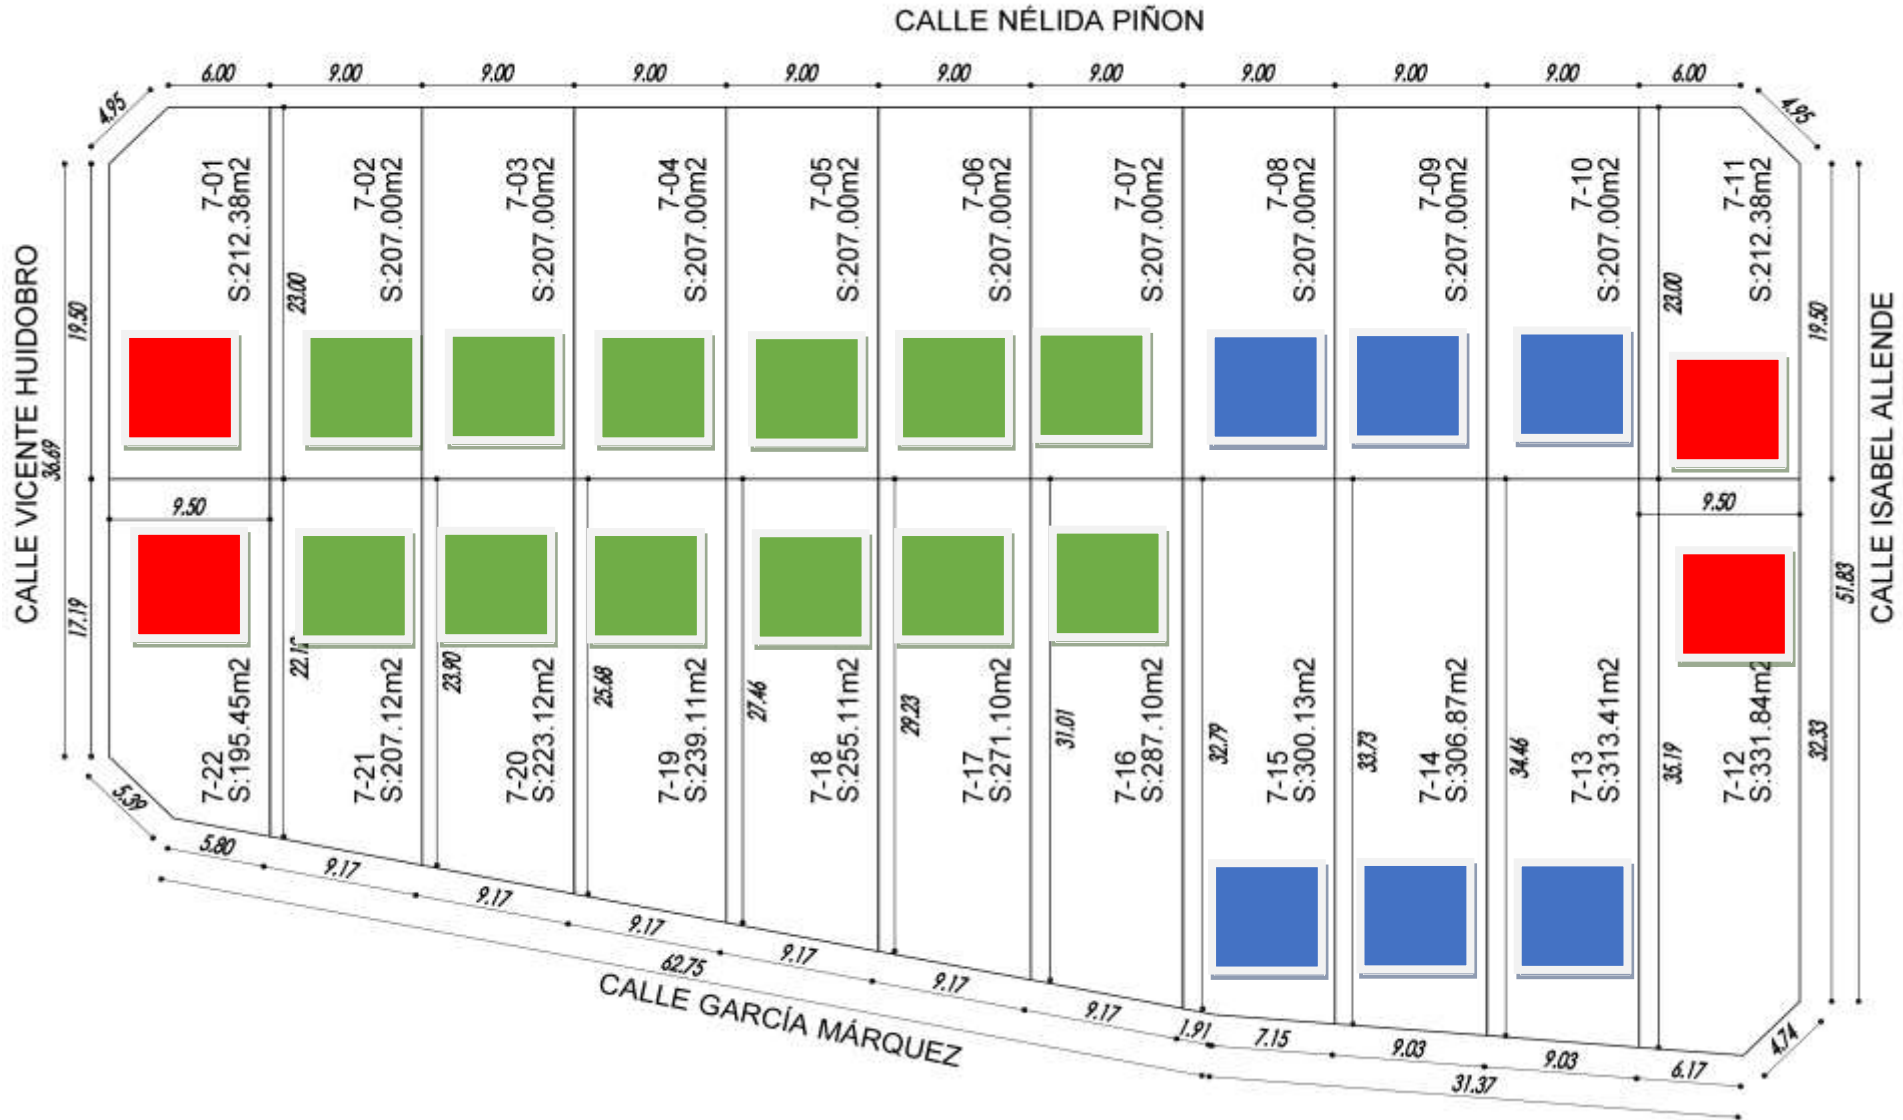 CALLE NÉLIDA PIÑON
6.00
9.00
9.00
9.00
9.00
9.00
9.00
9.00
9.00
9.00
6.00
4.95
4.95
7-01
S:212.38m2
7-02
S:207.00m2
7-03
S:207.00m2
7-04
S:207.00m2
7-05
S:207.00m2
7-06
S:207.00m2
7-07
S:207.00m2
7-08
S:207.00m2
7-09
S:207.00m2
7-10
S:207.00m2
7-11
S:212.38m2
CALLE VICENTE HUIDOBRO
36.69
19.50
17.19
23.00
23.00
19.50
51.83
32.33
CALLE ISABEL ALLENDE
9.50
9.50
23.90
25.68
27.46
29.23
31.01
32.79
33.73
34.46
35.19
7-22
S:195.45m2
7-21
S:207.12m2
7-20
S:223.12m2
7-19
S:239.11m2
7-18
S:255.11m2
7-17
S:271.10m2
7-16
S:287.10m2
7-15
S:300.13m2
7-14
S:306.87m2
7-13
S:313.41m2
7-12
S:331.84m2
5.39
5.80
9.17
9.17
9.17
9.17
9.17
9.17
1.91
7.15
9.03
9.03
6.17
4.74
62.75
31.37
CALLE GARCÍA MÁRQUEZ